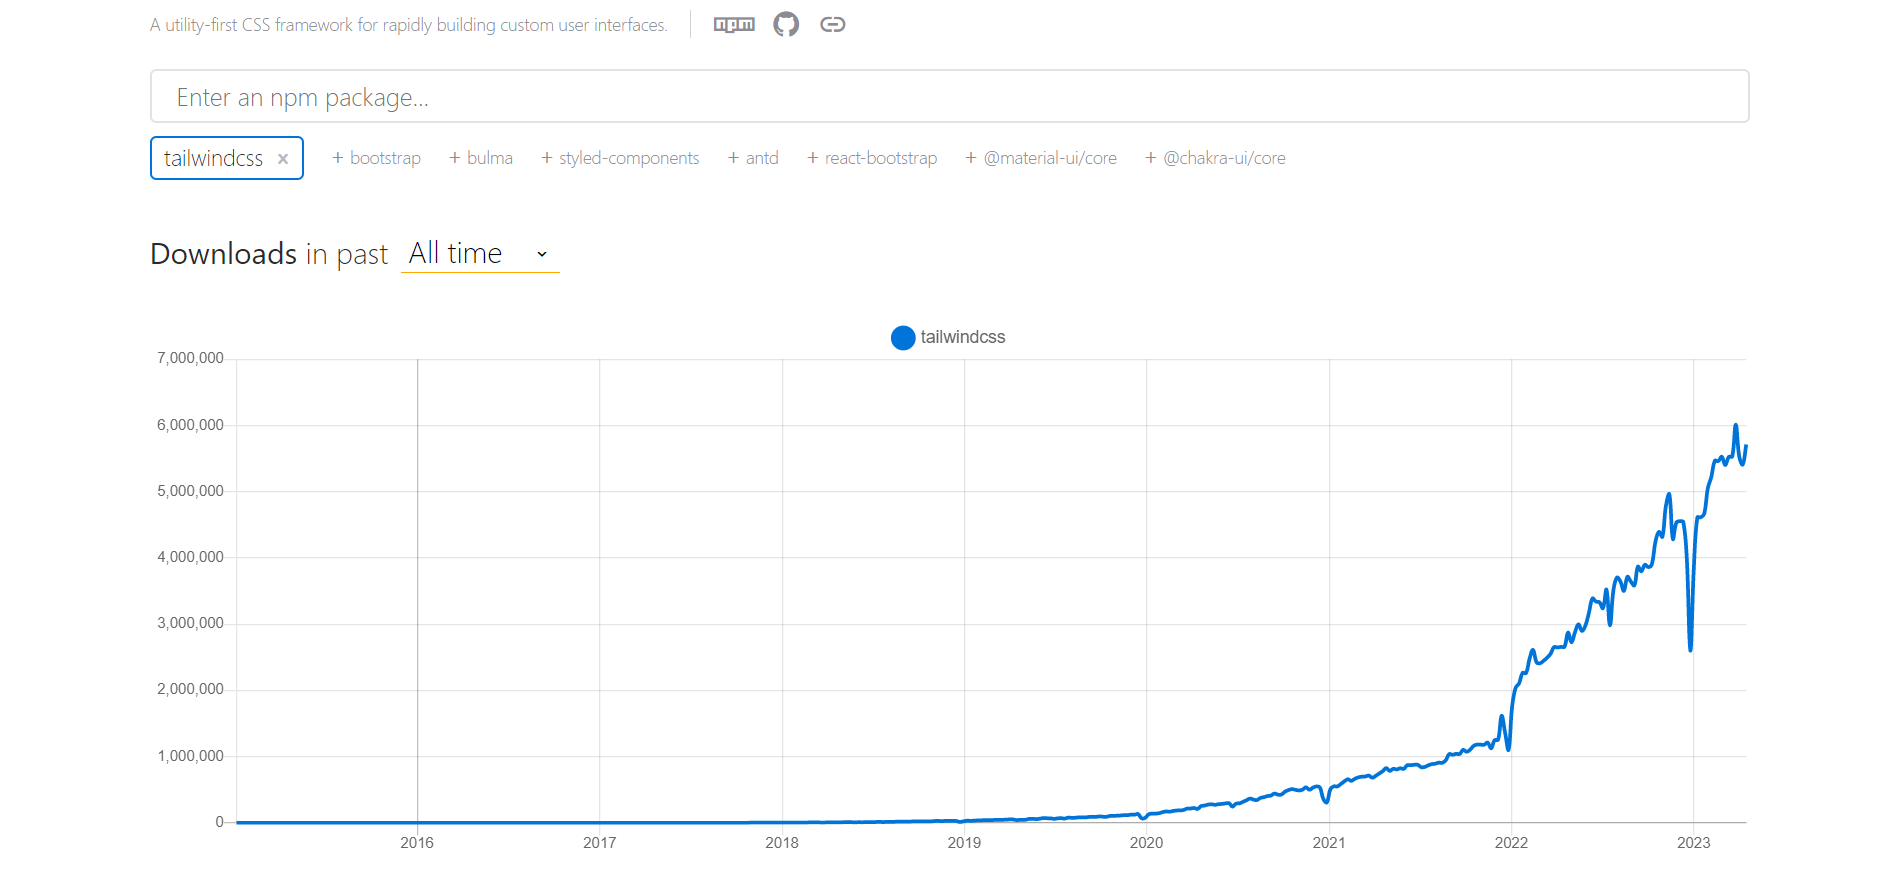 A utility-first CSS framework for rapidly building custom user interfaces.
npm
Enter an npm package...
tailwindcss ×
+ bootstrap + bulma + styled-components + antd + react-bootstrap + @material-ui/core + @chakra-ui/core
Downloads in past All time
tailwindcss
7,000,000
6,000,000
5,000,000
4,000,000
3,000,000
2,000,000
1,000,000
0
2016 2017 2018 2019 2020 2021 2022 2023